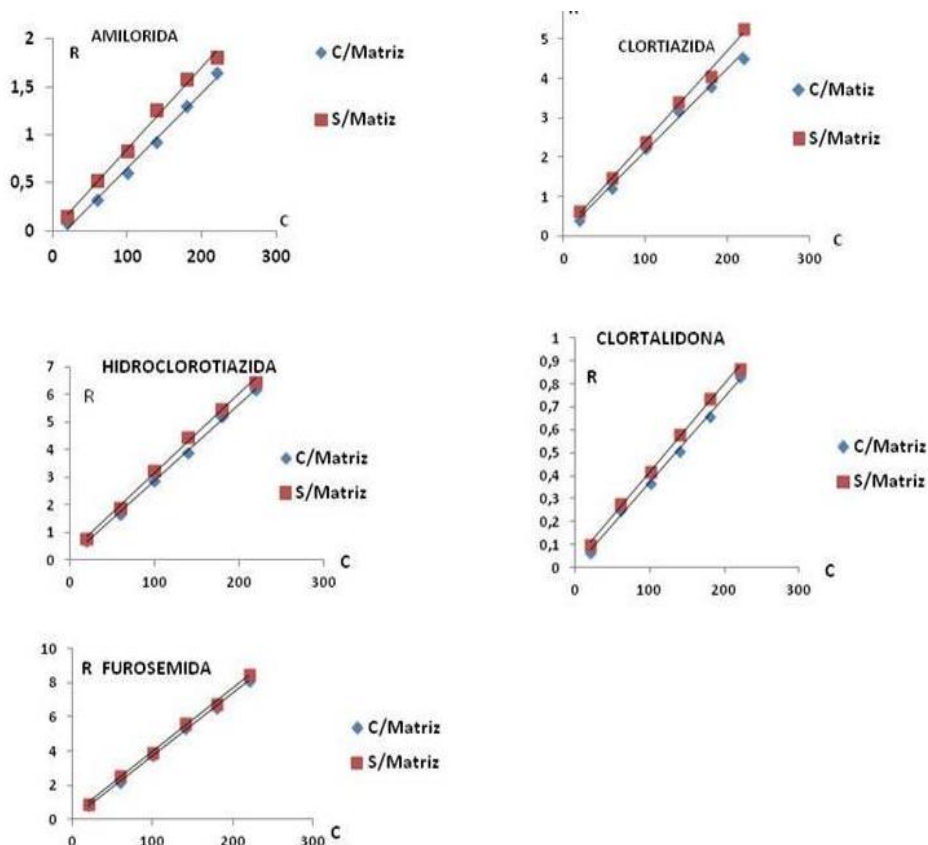 AMILORIDA
R
2
1,5
1
0,5
0
0
100
200
300
C
C/Matriz
S/Matiz
CLORTIAZIDA
5
4
3
2
1
0
0
100
200
300
C
C/Matiz
S/Matriz
HIDROCLOROTIAZIDA
R
7
6
5
4
3
2
1
0
0
100
200
300
C
C/Matriz
S/Matriz
CLORTALIDONA
R
1
0,9
0,8
0,7
0,6
0,5
0,4
0,3
0,2
0,1
0
0
100
200
300
C
C/Matriz
S/Matriz
R FUROSEMIDA
10
8
6
4
2
0
0
100
200
300
C
C/Matriz
S/Matriz